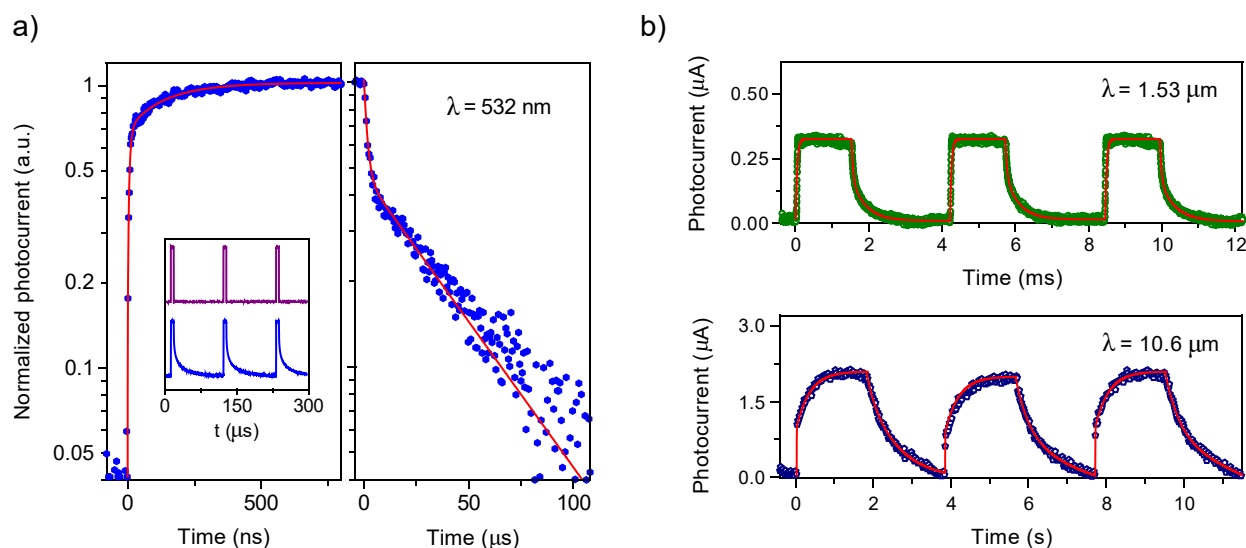 a)
Normalized photocurrent (a.u.)
1
0.5
0.2
0.1
0.05
0 500
Time (ns)
0 150 300
t (μs)
λ = 532 nm
0 50 100
Time (μs)
b)
Photocurrent (μA)
0.50
0.25
0.00
λ = 1.53 μm
0 2 4 6 8 10 12
Time (ms)
Photocurrent (μA)
3.0
1.5
0.0
λ = 10.6 μm
0 2 4 6 8 10
Time (s)